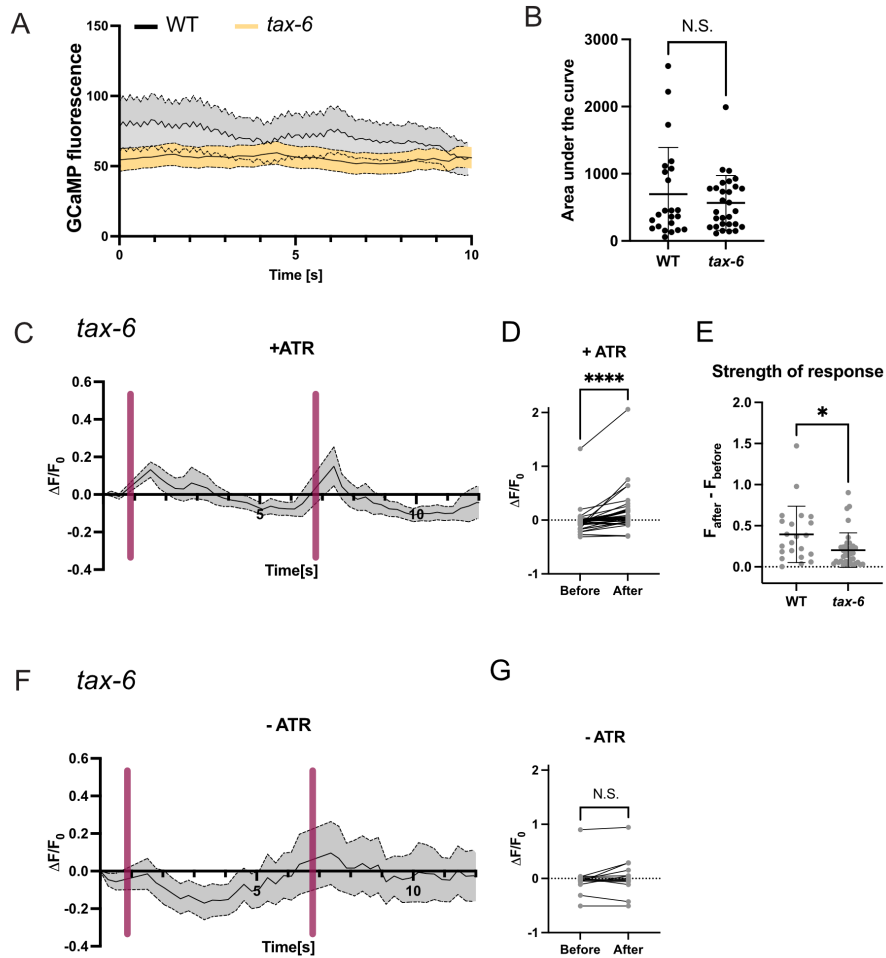 A
WT
tax-6
150
100
50
0
GCaMP fluorescence
0
5
10
Time [s]
B
N.S.
3000
2000
1000
0
Area under the curve
WT
tax-6
C
tax-6
+ATR
0.6
0.4
0.2
0.0
-0.2
-0.4
ΔF/F0
5
10
Time[s]
D
+ ATR
****
2
1
0
-1
ΔF/F0
Before
After
E
Strength of response
*
2.0
1.5
1.0
0.5
0.0
Fafter - Fbefore
WT
tax-6
F
tax-6
- ATR
0.6
0.4
0.2
0.0
-0.2
-0.4
ΔF/F0
5
10
Time[s]
G
- ATR
N.S.
2
1
0
-1
ΔF/F0
Before
After